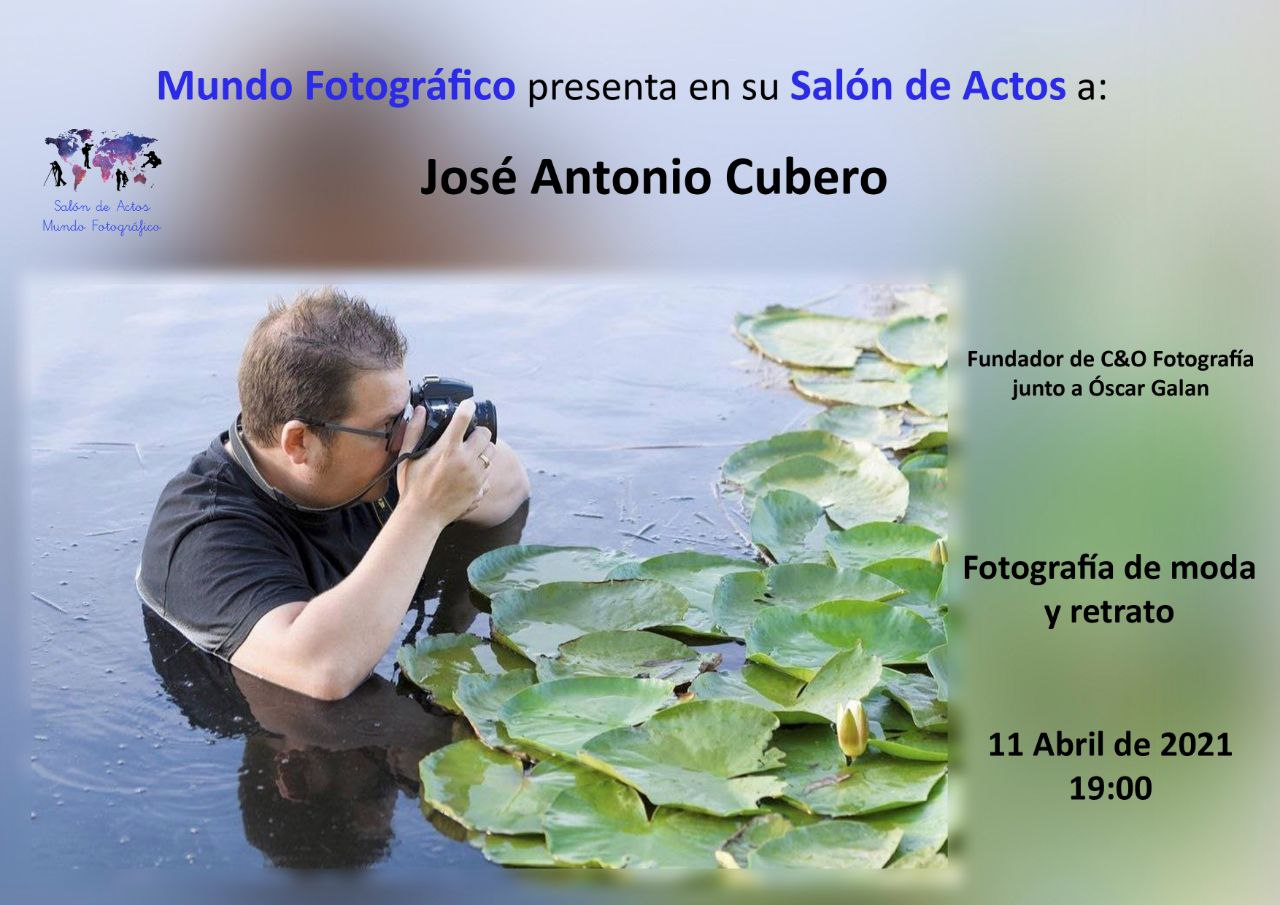 Mundo Fotográfico presenta en su Salón de Actos a:
José Antonio Cubero
Salón de Actos
Mundo Fotográfico
Fundador de C&O Fotografía
junto a Óscar Galan
Fotografía de moda
y retrato
11 Abril de 2021
19:00